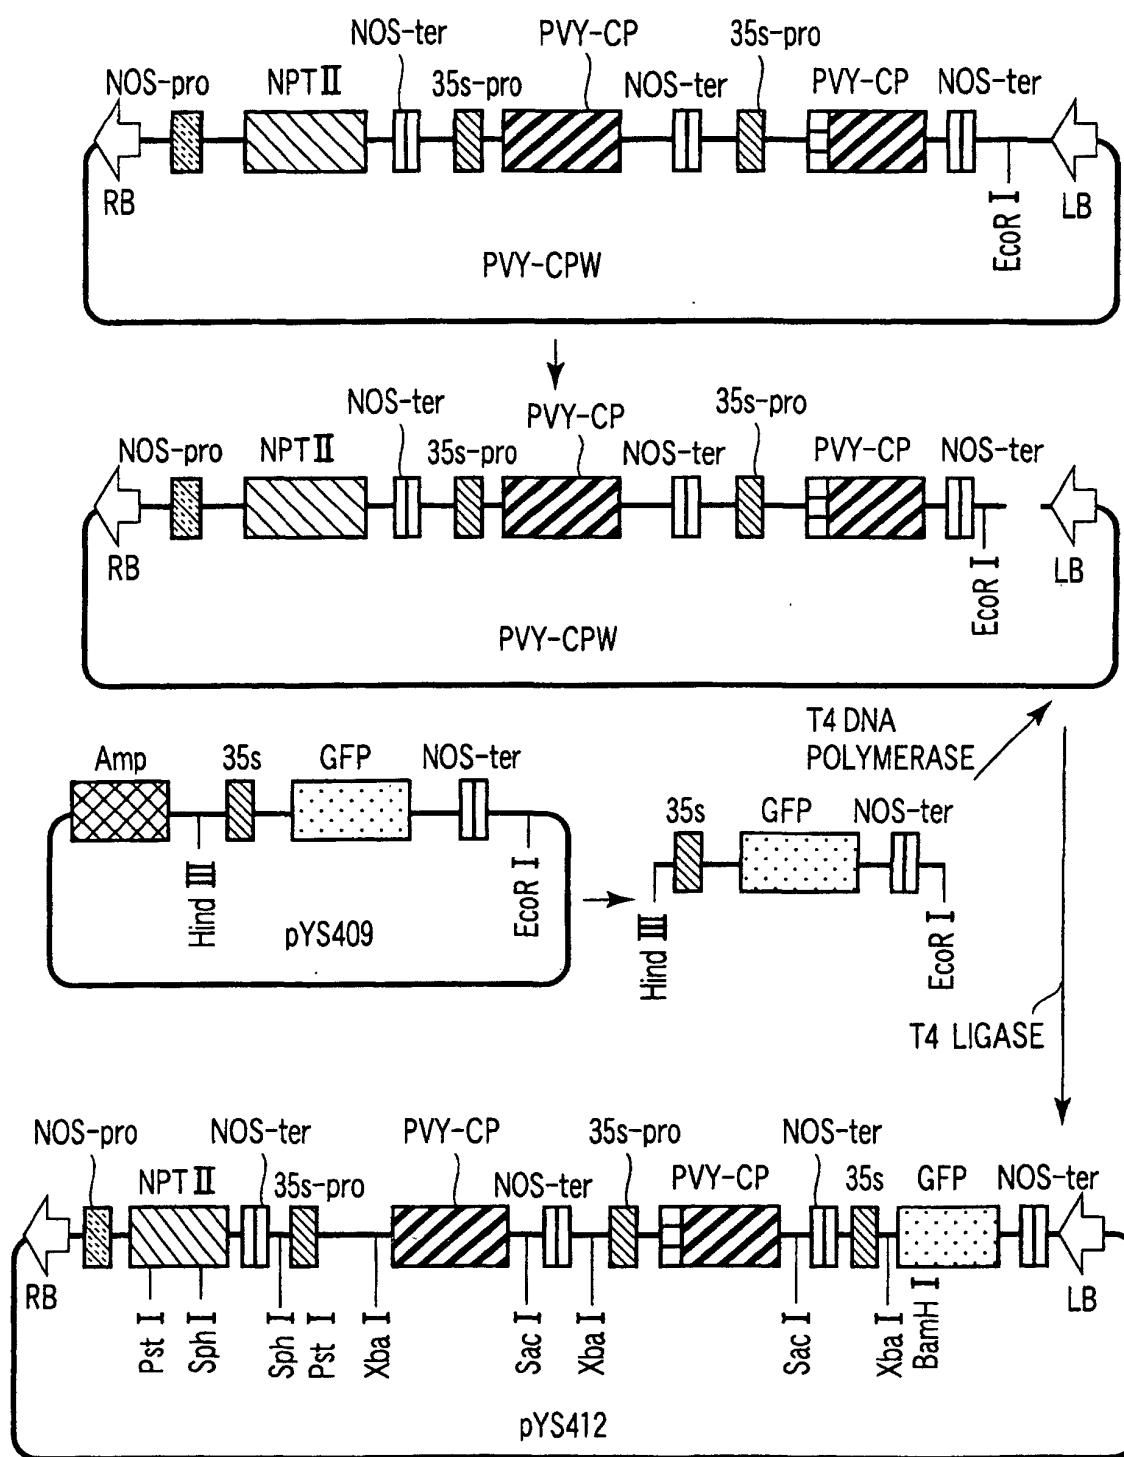 NOS-ter
PVY-CP
35s-pro
NOS-pro
NPT II
35s-pro
NOS-ter
PVY-CP
NOS-ter
RB
EcoR I
LB
PVY-CPW
NOS-ter
PVY-CP
35s-pro
NOS-pro
NPT II
35s-pro
NOS-ter
PVY-CP
NOS-ter
RB
EcoR I
LB
PVY-CPW
T4 DNA
POLYMERASE
Amp
35s
GFP
NOS-ter
Hind III
EcoR I
pYS409
35s
GFP
NOS-ter
Hind III
EcoR I
T4 LIGASE
NOS-pro
NOS-ter
PVY-CP
35s-pro
NOS-ter
NPT II
35s-pro
NOS-ter
PVY-CP
35s
GFP
NOS-ter
RB
Pst I
Sph I
Sph I
Pst I
Xba I
Sac I
Xba I
Sac I
Xba I
BamH I
LB
pYS412